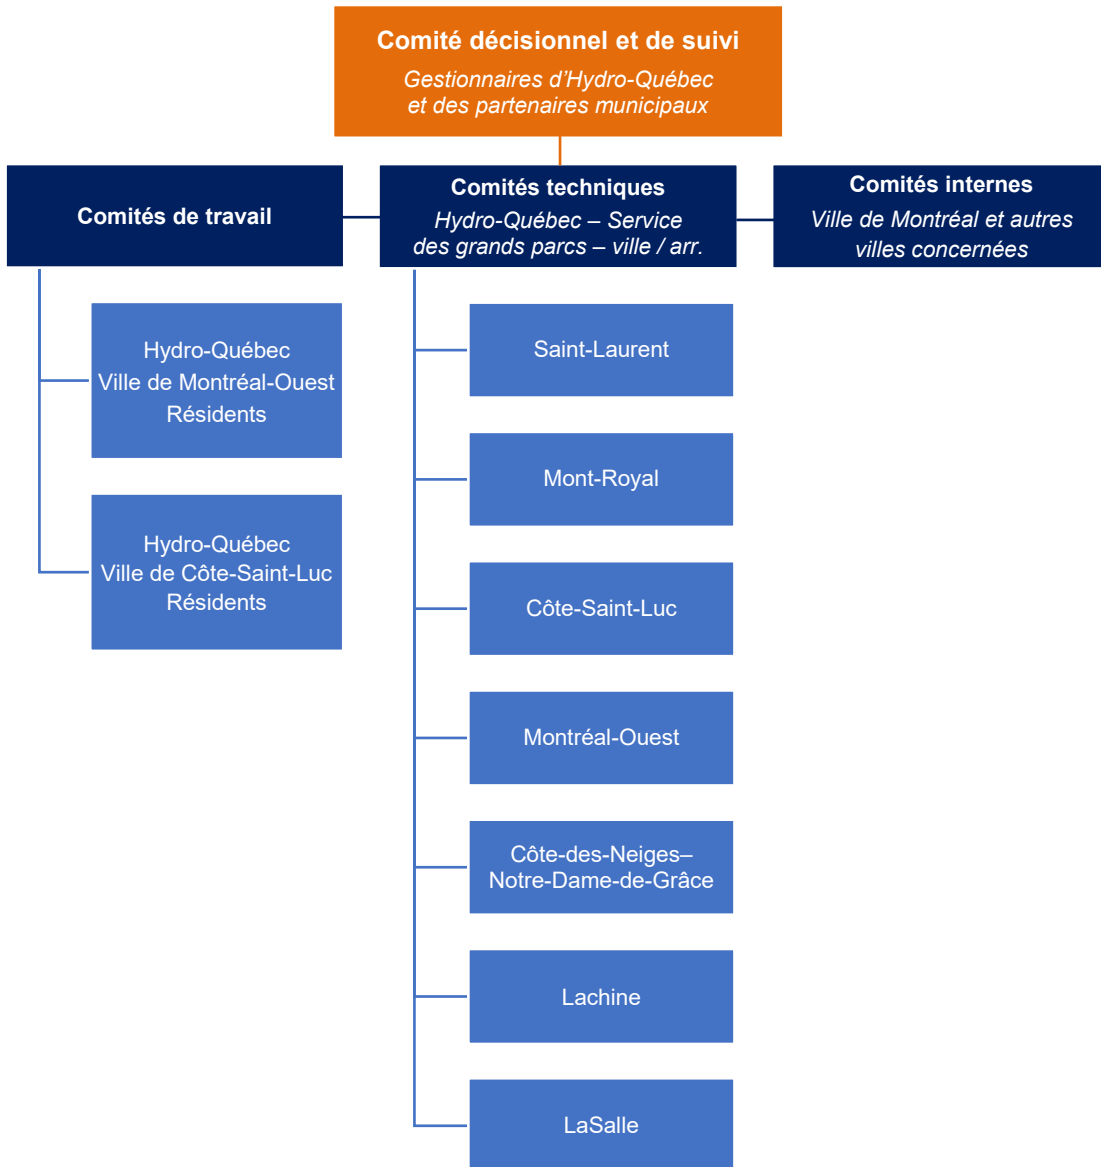 Comité décisionnel et de suivi
Gestionnaires d’Hydro-Québec
et des partenaires municipaux
Comités de travail
Comités techniques
Hydro-Québec – Service
des grands parcs – ville / arr.
Comités internes
Ville de Montréal et autres
villes concernées
Hydro-Québec
Ville de Montréal-Ouest
Résidents
Hydro-Québec
Ville de Côte-Saint-Luc
Résidents
Saint-Laurent
Mont-Royal
Côte-Saint-Luc
Montréal-Ouest
Côte-des-Neiges–
Notre-Dame-de-Grâce
Lachine
LaSalle